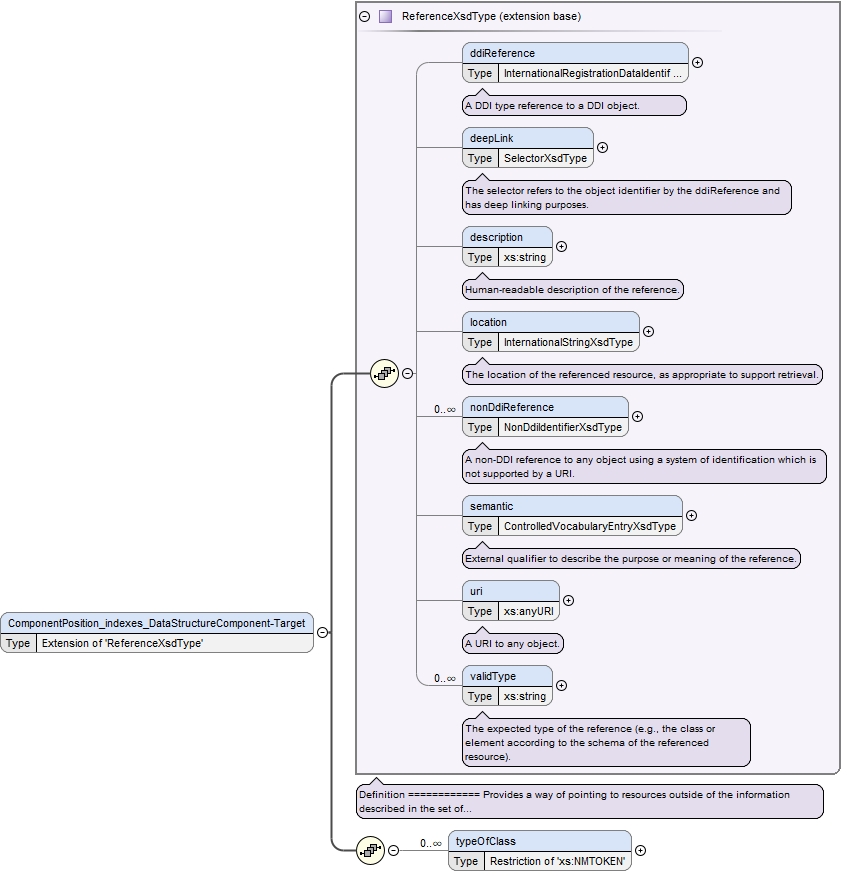 ReferenceXsdType (extension base)
ddiReference
Type InternationalRegistrationDataIdentif ...
A DDI type reference to a DDI object.
deepLink
Type SelectorXsdType
The selector refers to the object identifier by the ddiReference and
has deep linking purposes.
description
Type xs:string
Human-readable description of the reference.
location
Type InternationalStringXsdType
The location of the referenced resource, as appropriate to support retrieval.
0..∞ nonDdiReference
Type NonDdiIdentifierXsdType
A non-DDI reference to any object using a system of identification which is
not supported by a URI.
semantic
Type ControlledVocabularyEntryXsdType
External qualifier to describe the purpose or meaning of the reference.
uri
Type xs:anyURI
A URI to any object.
0..∞ validType
Type xs:string
The expected type of the reference (e.g., the class or
element according to the schema of the referenced
resource).
ComponentPosition_indexes_DataStructureComponent-Target
Type Extension of 'ReferenceXsdType'
Definition ============ Provides a way of pointing to resources outside of the information
described in the set of...
0..∞ typeOfClass
Type Restriction of 'xs:NMTOKEN'